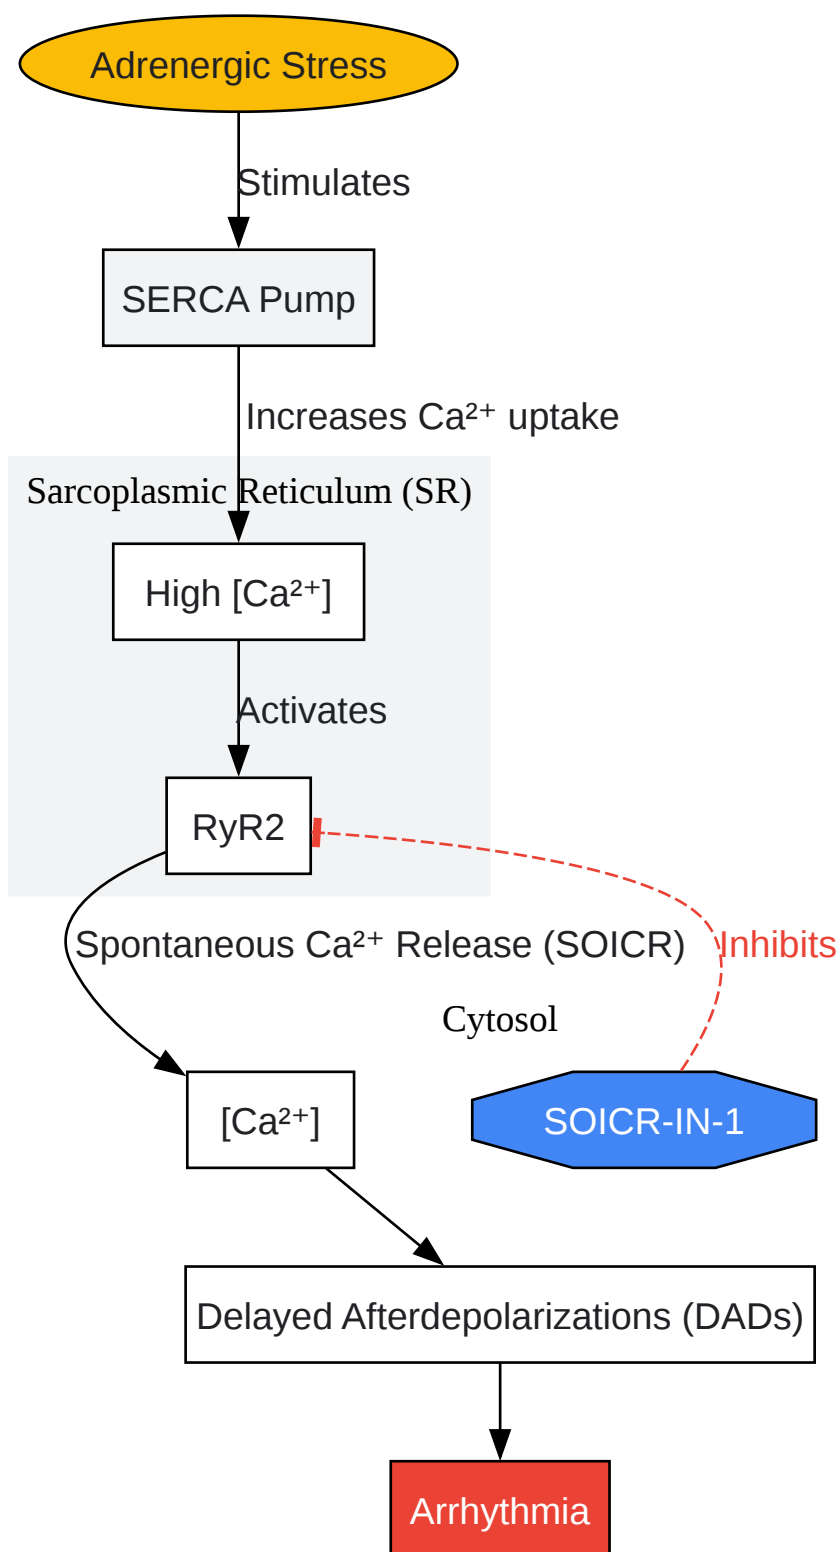 Adrenergic Stress
Stimulates
SERCA Pump
Increases Ca²⁺ uptake
Sarcoplasmic Reticulum (SR)
High [Ca²⁺]
Activates
RyR2
Spontaneous Ca²⁺ Release (SOICR)
Inhibits
Cytosol
[Ca²⁺]
SOICR-IN-1
Delayed Afterdepolarizations (DADs)
Arrhythmia